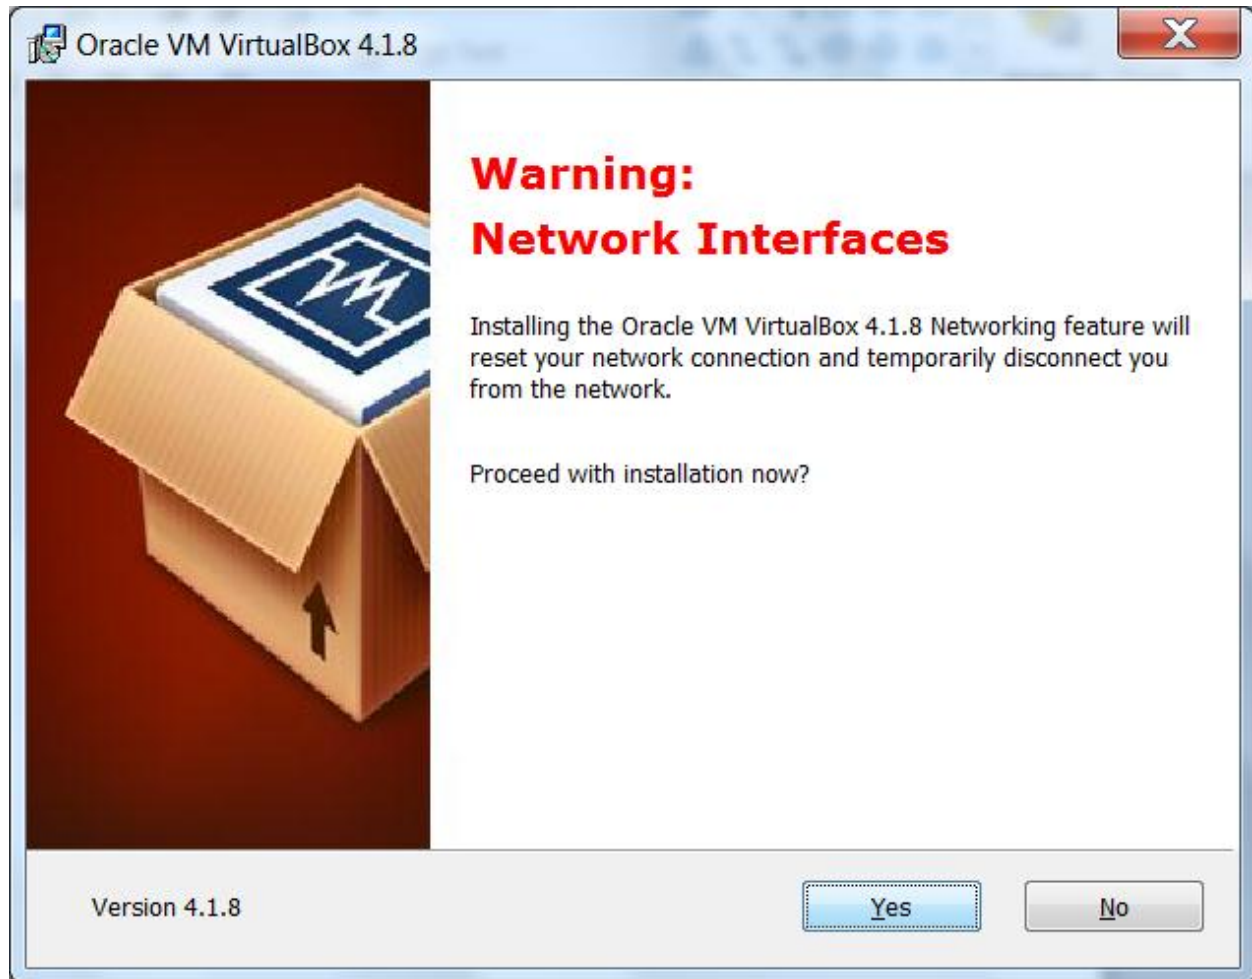 Oracle VM VirtualBox 4.1.8
Warning:
Network Interfaces
Installing the Oracle VM VirtualBox 4.1.8 Networking feature will
reset your network connection and temporarily disconnect you
from the network.
Proceed with installation now?
VM
Version 4.1.8
Yes
No